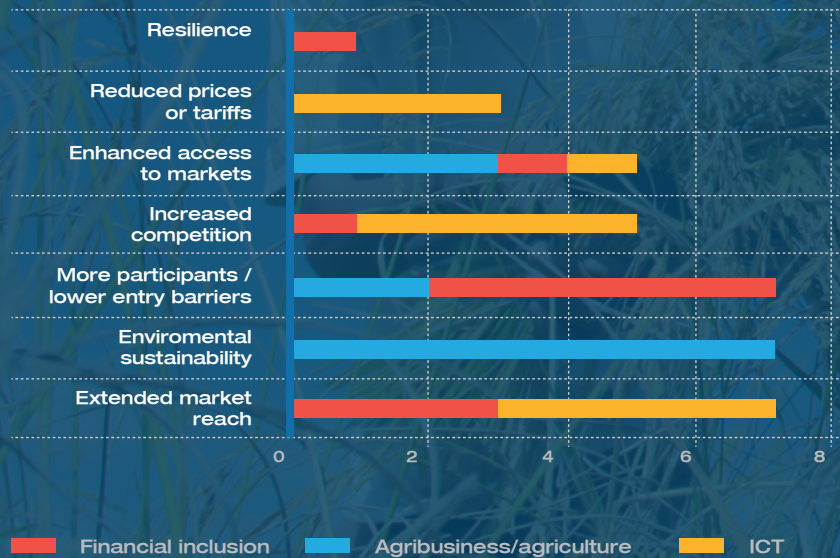 Resilience
Reduced prices
or tariffs
Enhanced access
to markets
Increased
competition
More participants /
lower entry barriers
Enviromental
sustainability
Extended market
reach
0 2 4 6 8
Financial inclusion Agribusiness/agriculture ICT